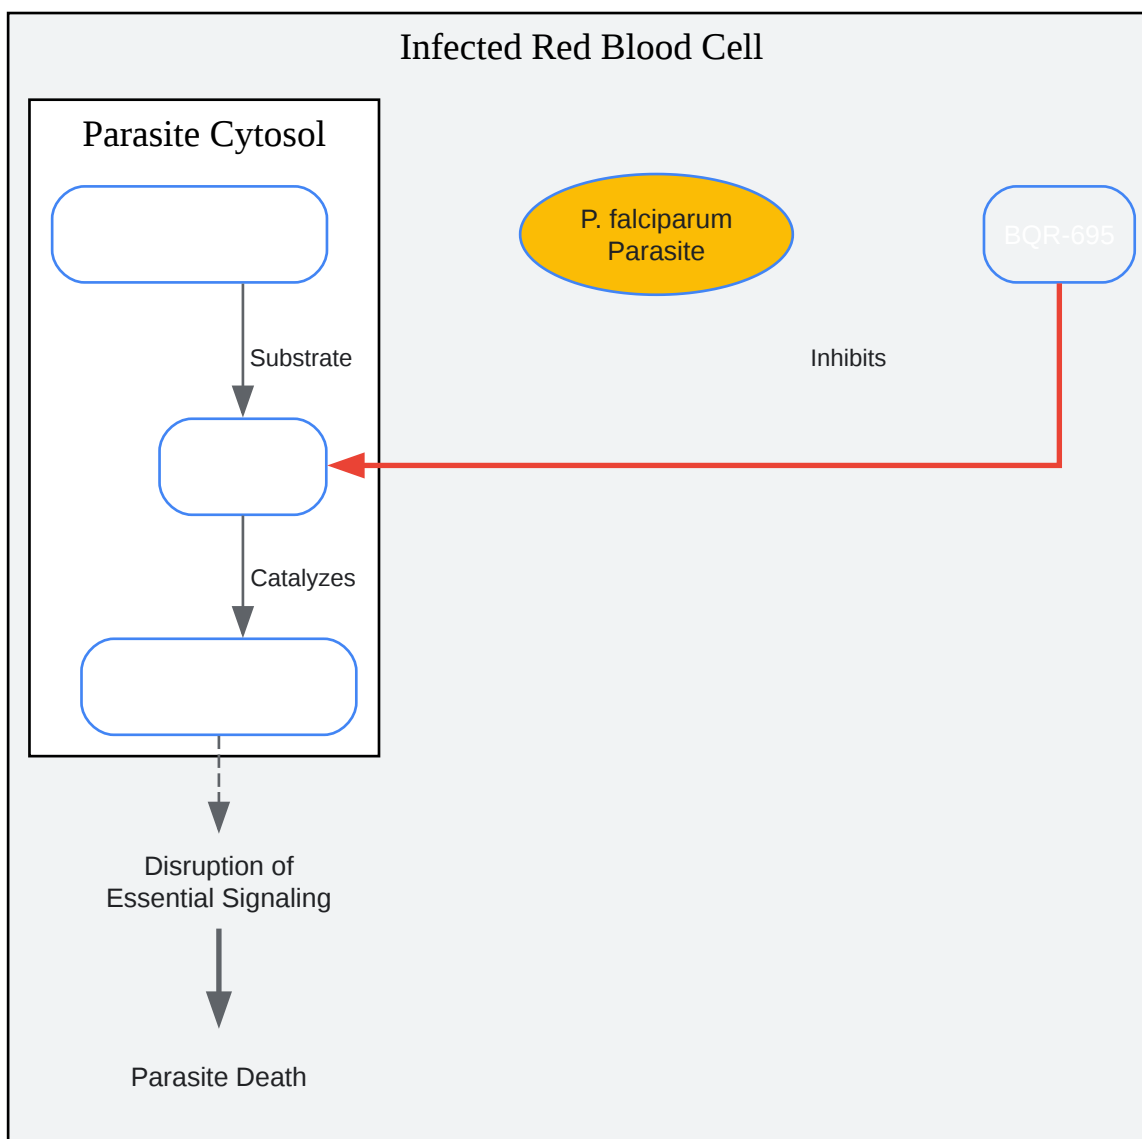 Infected Red Blood Cell
Parasite Cytosol
P. falciparum
Parasite
BQR-695
Substrate
Inhibits
Catalyzes
Disruption of
Essential Signaling
Parasite Death